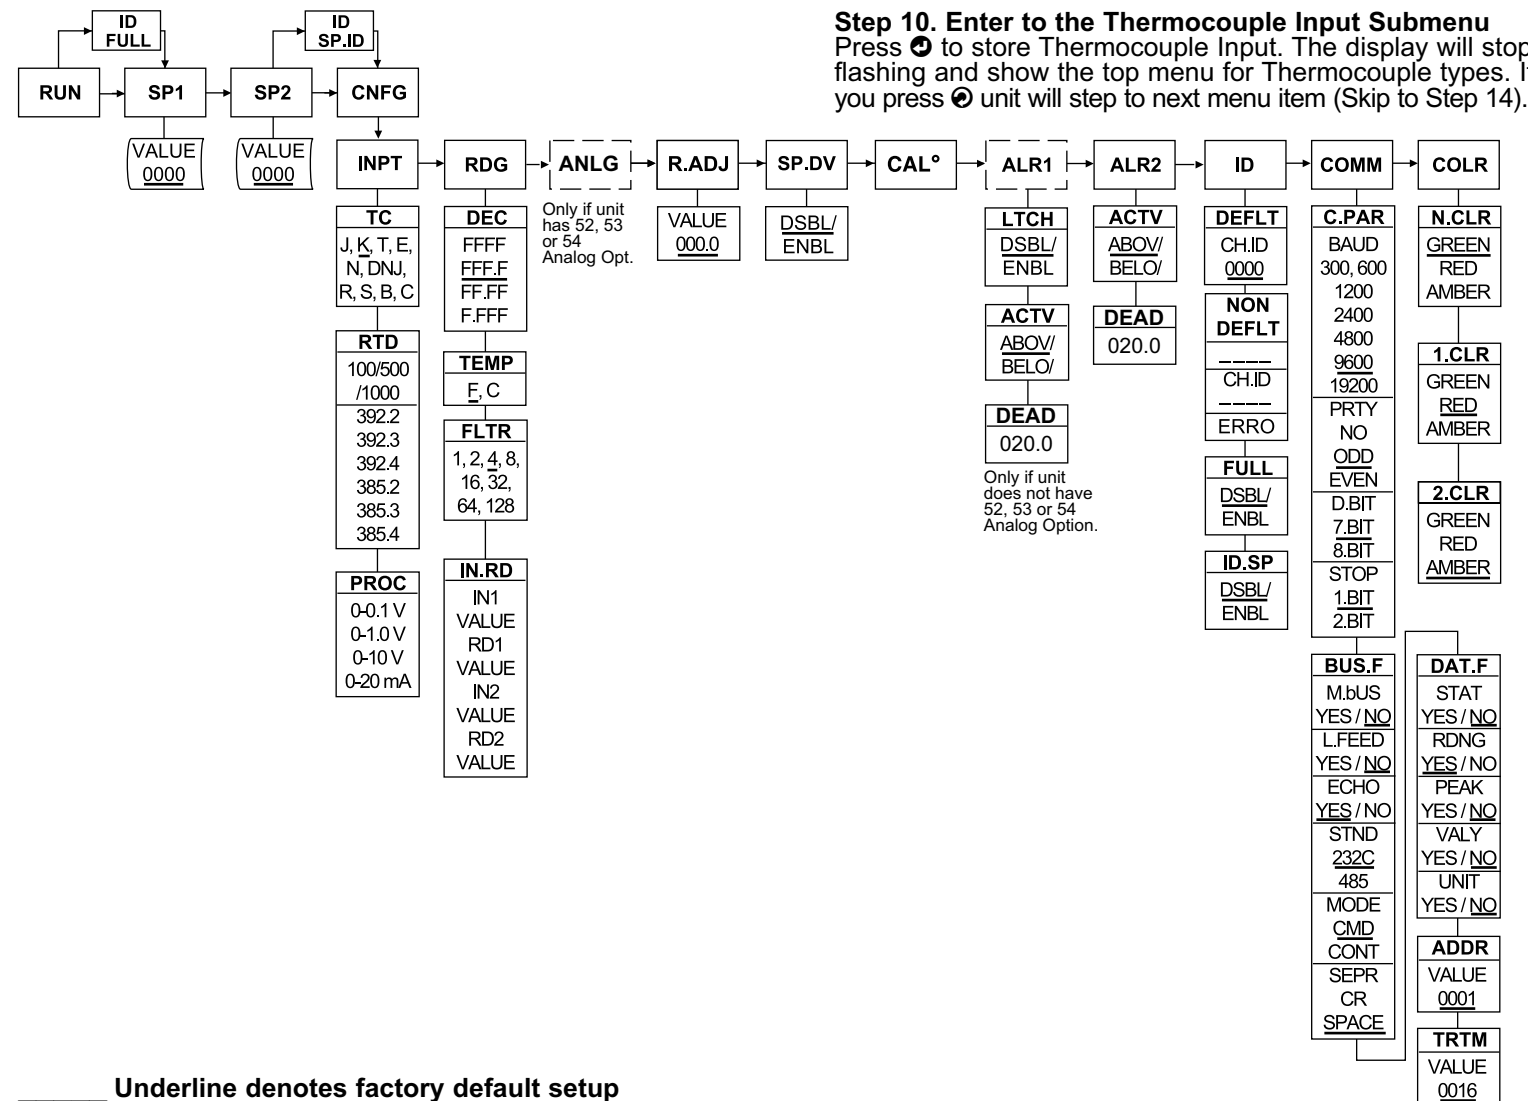 Step 10. Enter to the Thermocouple Input Submenu
Press to store Thermocouple Input. The display will stop
flashing and show the top menu for Thermocouple types. If
you press unit will step to next menu item (Skip to Step 14).
ID
FULL
ID
SP.ID
RUN
SP1
SP2
CNFG
VALUE
0000
VALUE
0000
INPT
RDG
ANLG
R.ADJ
SP.DV
CAL°
ALR1
ALR2
ID
COMM
COLR
TC
J, K, T, E,
N, DNJ,
R, S, B, C
RTD
100/500
/1000
392.2
392.3
392.4
385.2
385.3
385.4
PROC
0-0.1 V
0-1.0 V
0-10 V
0-20 mA
DEC
FFFF
FFF.F
FF.FF
F.FFF
TEMP
F, C
FLTR
1, 2, 4, 8,
16, 32,
64, 128
IN.RD
IN1
VALUE
RD1
VALUE
IN2
VALUE
RD2
VALUE
Only if unit
has 52, 53
or 54
Analog Opt.
VALUE
000.0
DSBL/
ENBL
LTCH
DSBL/
ENBL
ACTV
ABOV/
BELO/
DEAD
020.0
Only if unit
does not have
52, 53 or 54
Analog Option.
ACTV
ABOV/
BELO/
DEAD
020.0
DEFLT
CH.ID
0000
NON
DEFLT
_ _ _ _
CH.ID
_ _ _ _
ERRO
FULL
DSBL/
ENBL
ID.SP
DSBL/
ENBL
C.PAR
BAUD
300, 600
1200
2400
4800
9600
19200
PRTY
NO
ODD
EVEN
D.BIT
7.BIT
8.BIT
STOP
1.BIT
2.BIT
BUS.F
M.bUS
YES / NO
L.FEED
YES / NO
ECHO
YES / NO
STND
232C
485
MODE
CMD
CONT
SEPR
CR
SPACE
N.CLR
GREEN
RED
AMBER
1.CLR
GREEN
RED
AMBER
2.CLR
GREEN
RED
AMBER
DAT.F
STAT
YES / NO
RDNG
YES / NO
PEAK
YES / NO
VALY
YES / NO
UNIT
YES / NO
ADDR
VALUE
0001
TRTM
VALUE
0016
______ Underline denotes factory default setup